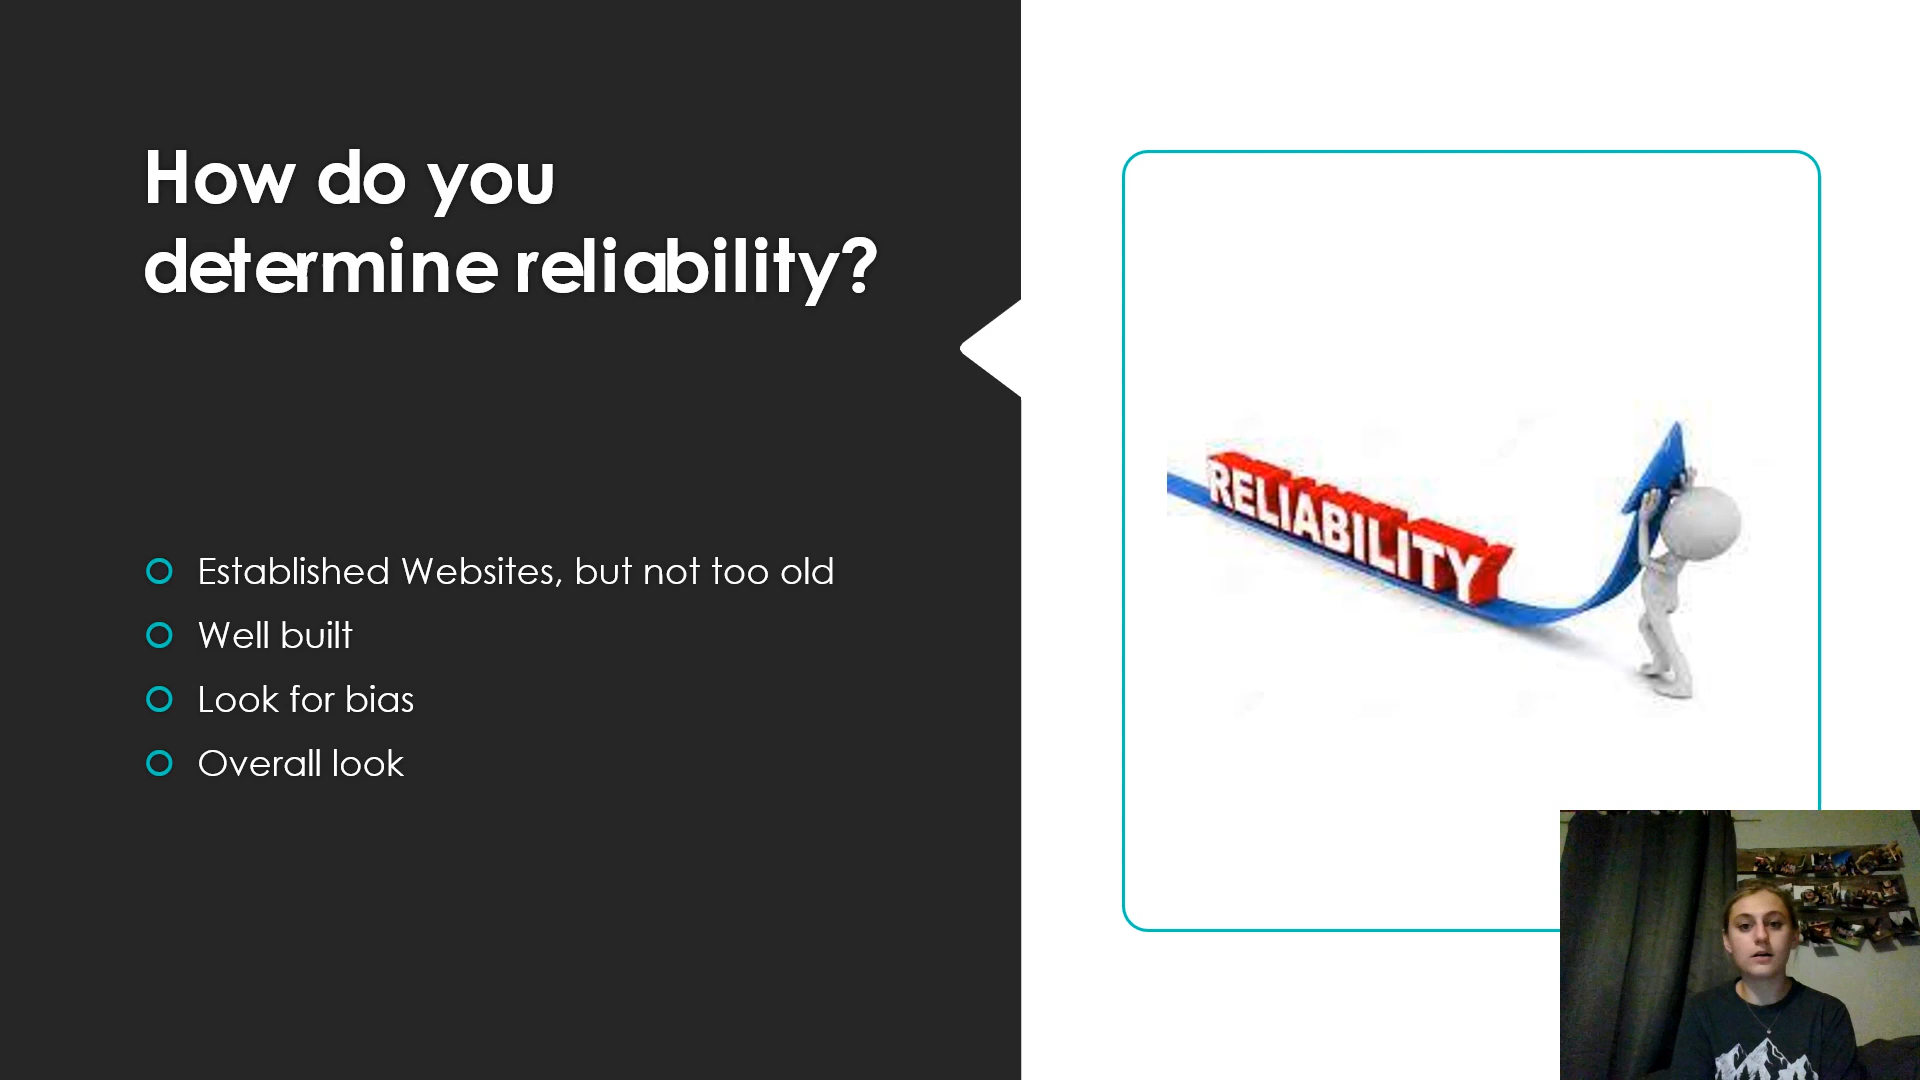 How do you
determine reliability?
Established Websites, but not too old
Well built
Look for bias
Overall look
RELIABILITY